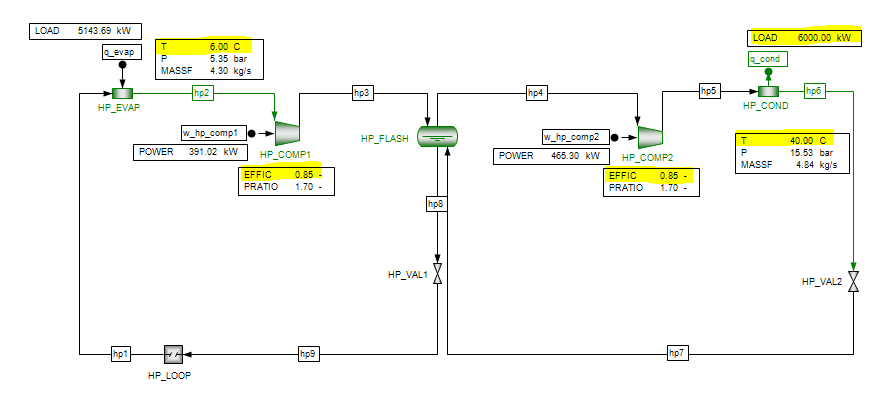 LOAD 5143.69 kW
q_evap
T 6.00 C
P 5.35 bar
MASSF 4.30 kg/s
LOAD 6000.00 kW
q_cond
HP_EVAP
hp2
hp3
hp4
hp5
HP_COND
hp6
w_hp_comp1
POWER 391.02 kW
HP_COMP1
HP_FLASH
w_hp_comp2
POWER 465.30 kW
HP_COMP2
T 40.00 C
P 15.53 bar
MASSF 4.84 kg/s
EFFIC 0.85 -
PRATIO 1.70 -
EFFIC 0.85 -
PRATIO 1.70 -
hp8
HP_VAL1
HP_VAL2
hp1
hp9
hp7
HP_LOOP